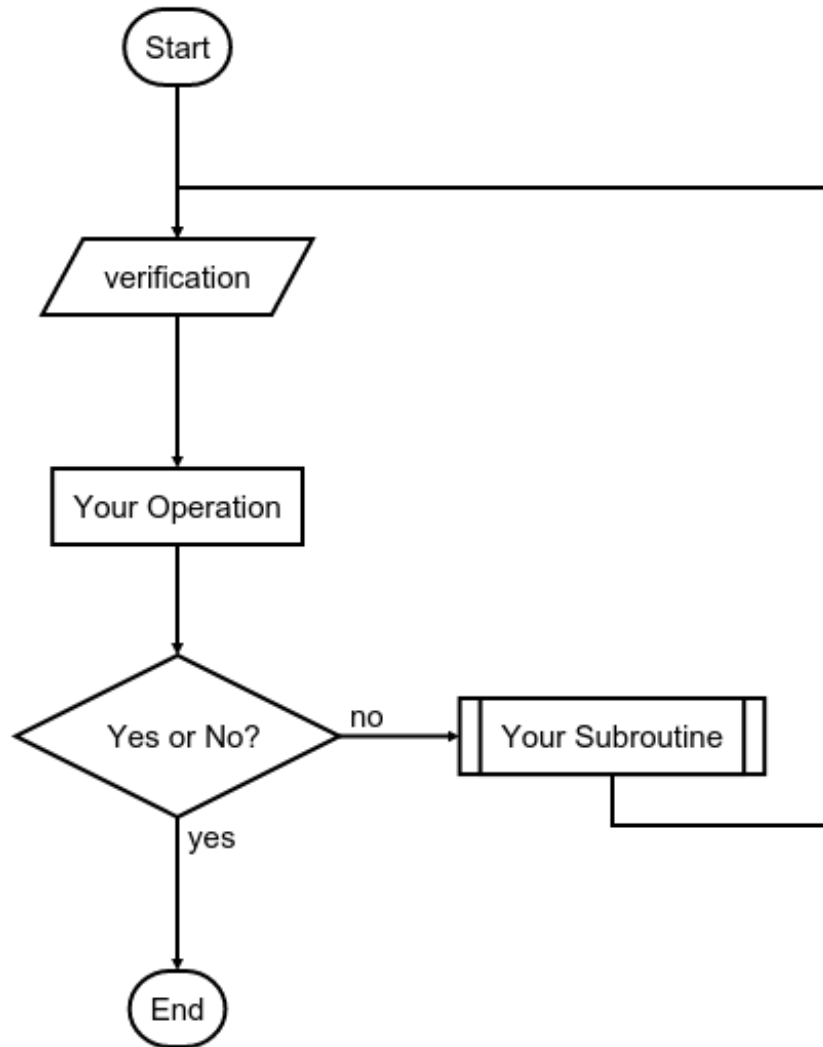 Start
verification
Your Operation
Yes or No?
no
Your Subroutine
yes
End